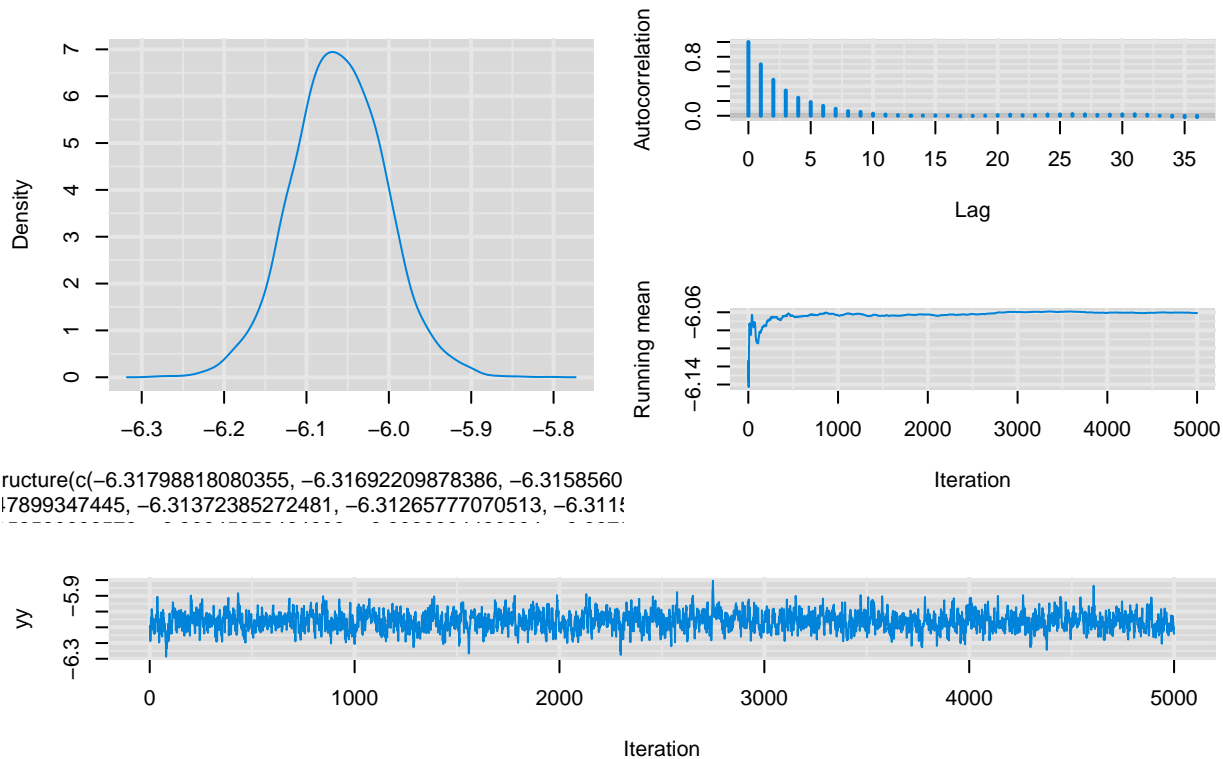 Density
7
6
5
4
3
2
1
0
−6.3 −6.2 −6.1 −6.0 −5.9 −5.8
ructure(c(−6.31798818080355, −6.31692209878386, −6.3158560
47899347445, −6.31372385272481, −6.31265777070513, −6.3115
Autocorrelation
0.8
0.0
0 5 10 15 20 25 30 35
Lag
Running mean
−6.06
−6.14
0 1000 2000 3000 4000 5000
Iteration
yy
−5.9
−6.3
0 1000 2000 3000 4000 5000
Iteration